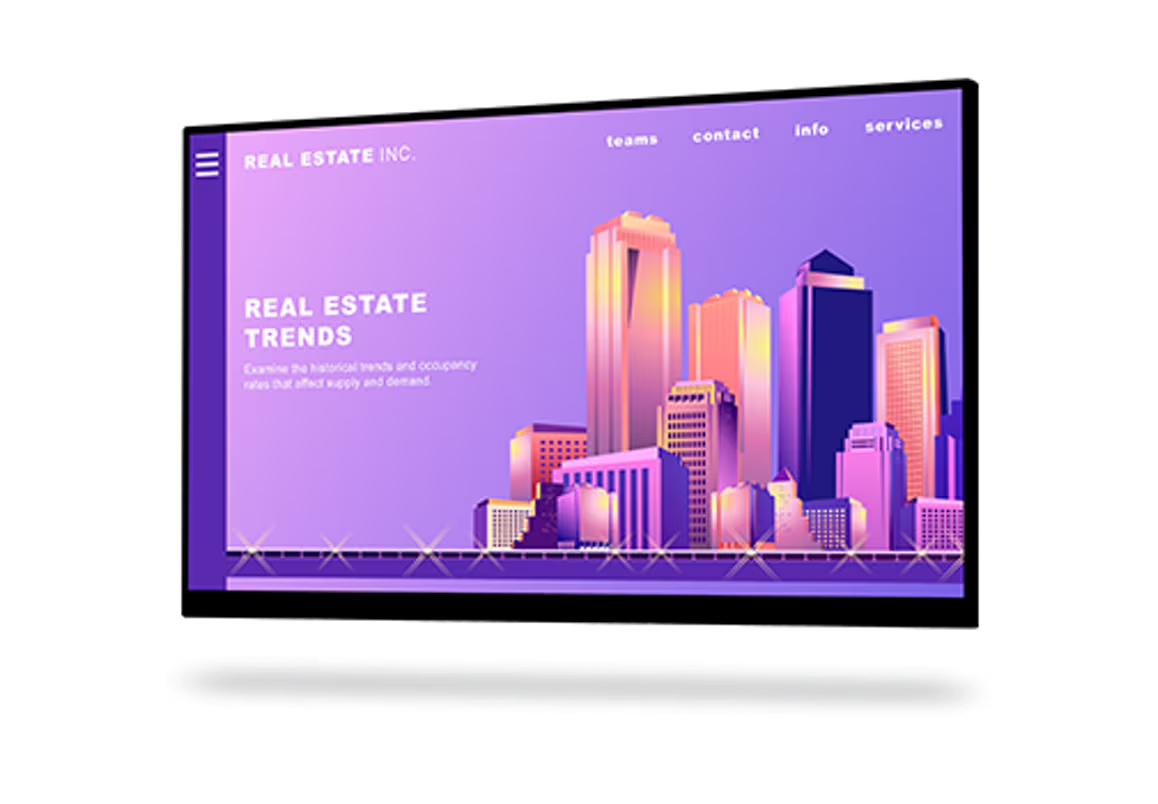 REAL ESTATE INC.
teams contact info services
REAL ESTATE
TRENDS
Examine the historical trends and occupancy
rates that affect supply and demand.